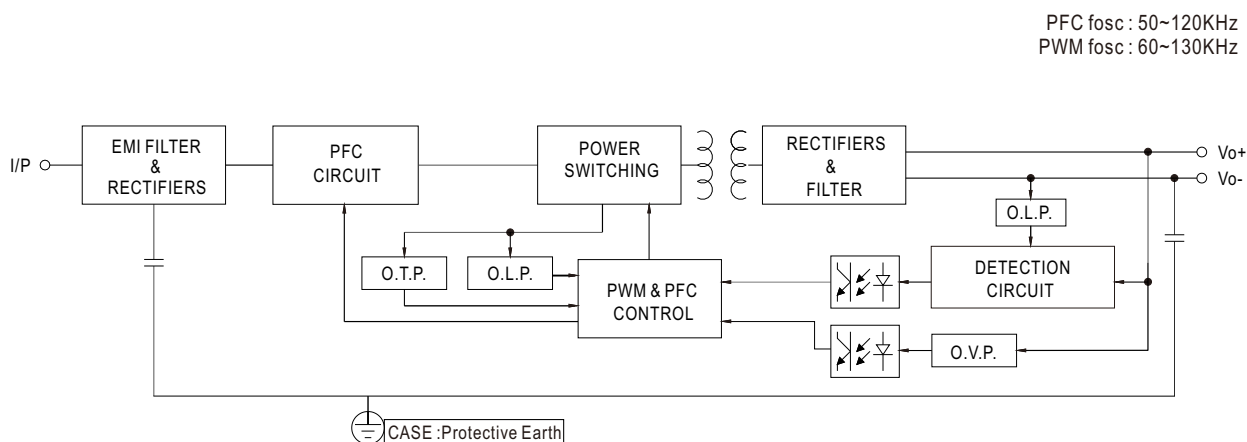 PFC fosc : 50~120KHz
PWM fosc : 60~130KHz
I/P
EMI FILTER
&
RECTIFIERS
PFC
CIRCUIT
POWER
SWITCHING
RECTIFIERS
&
FILTER
Vo+
Vo-
O.L.P.
O.T.P.
O.L.P.
PWM & PFC
CONTROL
DETECTION
CIRCUIT
O.V.P.
CASE : Protective Earth